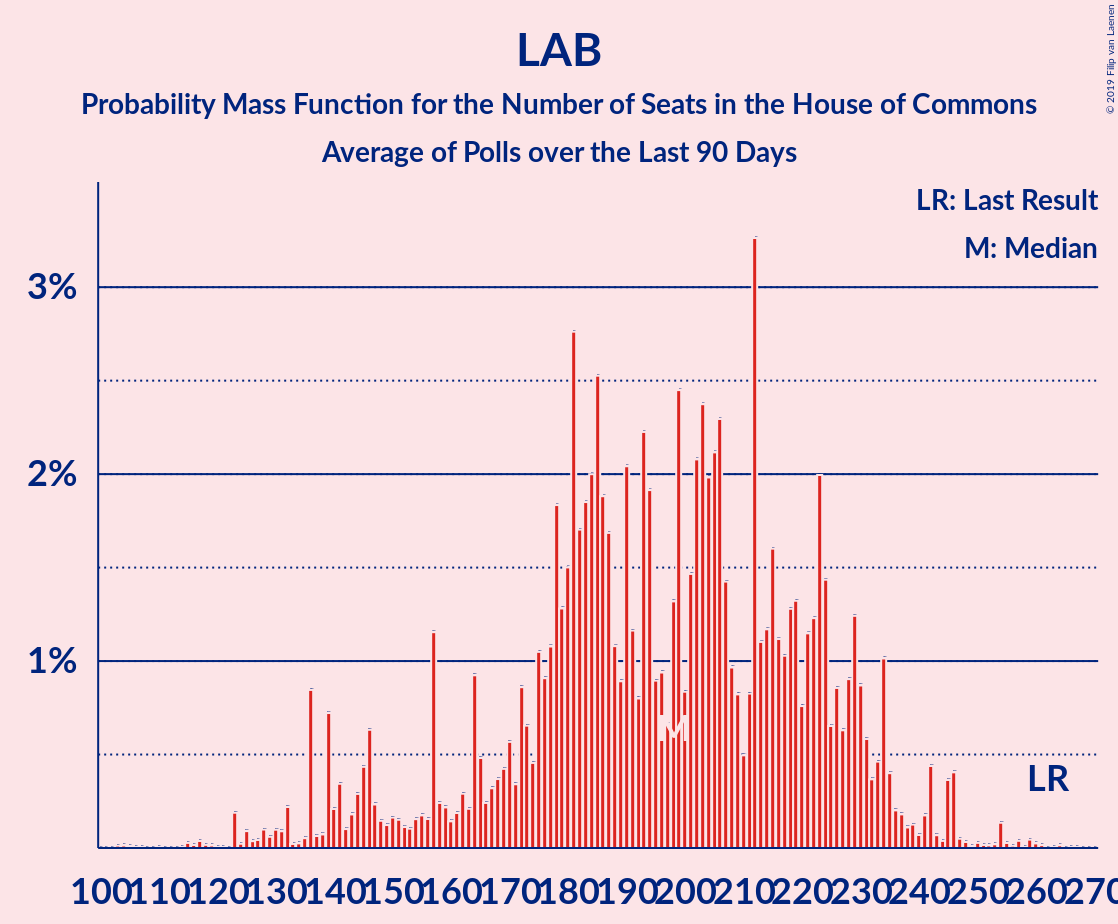 LAB
Probability Mass Function for the Number of Seats in the House of Commons
Average of Polls over the Last 90 Days
© 2019 Filip van Laenen
LR: Last Result
M: Median
3%
2%
1%
M
LR
100 110 120 130 140 150 160 170 180 190 200 210 220 230 240 250 260 270